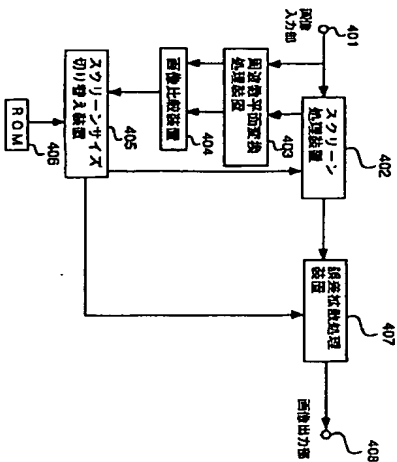 画像
入力部
401
スクリーン
処理装置
402
周波数平面変換
処理装置
403
画像比較装置
404
スクリーンサイズ
切り替え装置
405
ROM
406
誤差拡散処理
装置
407
画像出力部
408